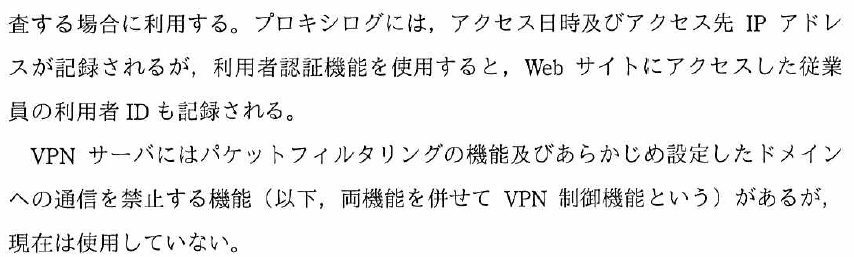 査する場合に利用する。プロキシログには，アクセス日時及びアクセス先 IP アドレ
スが記録されるが，利用者認証機能を使用すると，Web サイトにアクセスした従業
員の利用者 ID も記録される。
VPN サーバにはパケットフィルタリングの機能及びあらかじめ設定したドメイン
への通信を禁止する機能（以下，両機能を併せて VPN 制御機能という）があるが，
現在は使用していない。